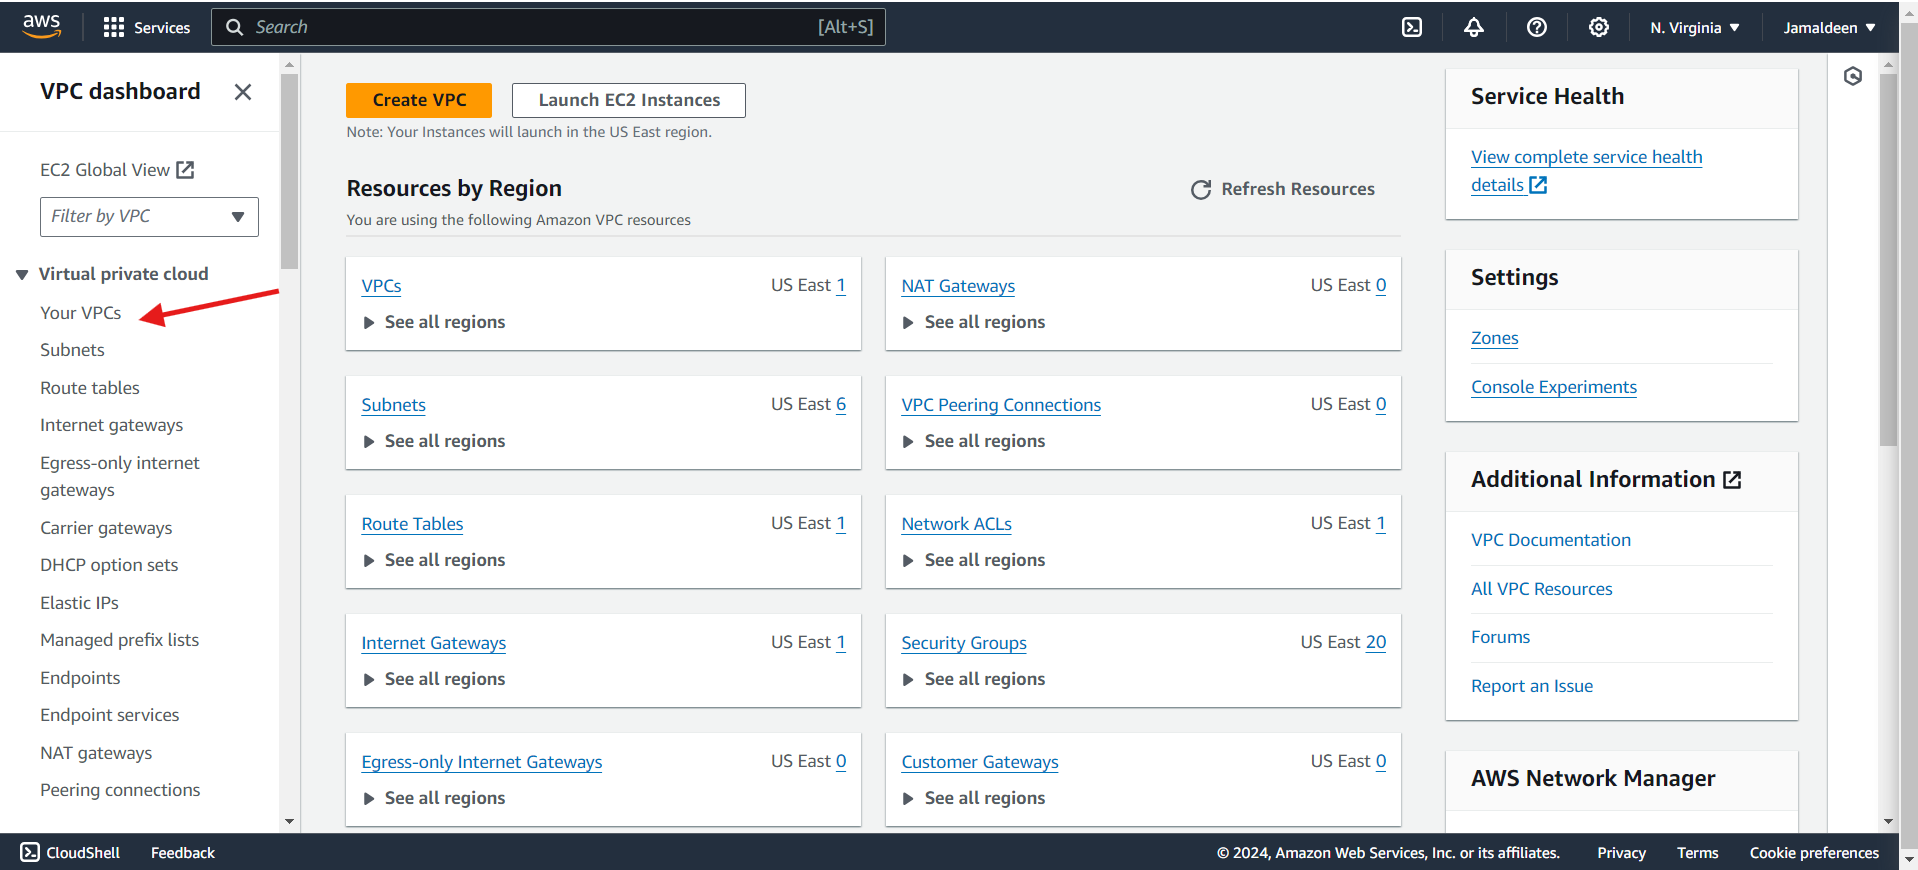 aws
Services
Search
[Alt+S]
N. Virginia
Jamaldeen
VPC dashboard
EC2 Global View
Filter by VPC
Virtual private cloud
Your VPCs
Subnets
Route tables
Internet gateways
Egress-only internet
gateways
Carrier gateways
DHCP option sets
Elastic IPs
Managed prefix lists
Endpoints
Endpoint services
NAT gateways
Peering connections
Create VPC
Launch EC2 Instances
Note: Your Instances will launch in the US East region.
Resources by Region
Refresh Resources
You are using the following Amazon VPC resources
VPCs
US East 1
See all regions
NAT Gateways
US East 0
See all regions
Subnets
US East 6
See all regions
VPC Peering Connections
US East 0
See all regions
Route Tables
US East 1
See all regions
Network ACLs
US East 1
See all regions
Internet Gateways
US East 1
See all regions
Security Groups
US East 20
See all regions
Egress-only Internet Gateways
US East 0
See all regions
Customer Gateways
US East 0
See all regions
Service Health
View complete service health
details
Settings
Zones
Console Experiments
Additional Information
VPC Documentation
All VPC Resources
Forums
Report an Issue
AWS Network Manager
CloudShell
Feedback
© 2024, Amazon Web Services, Inc. or its affiliates.
Privacy
Terms
Cookie preferences